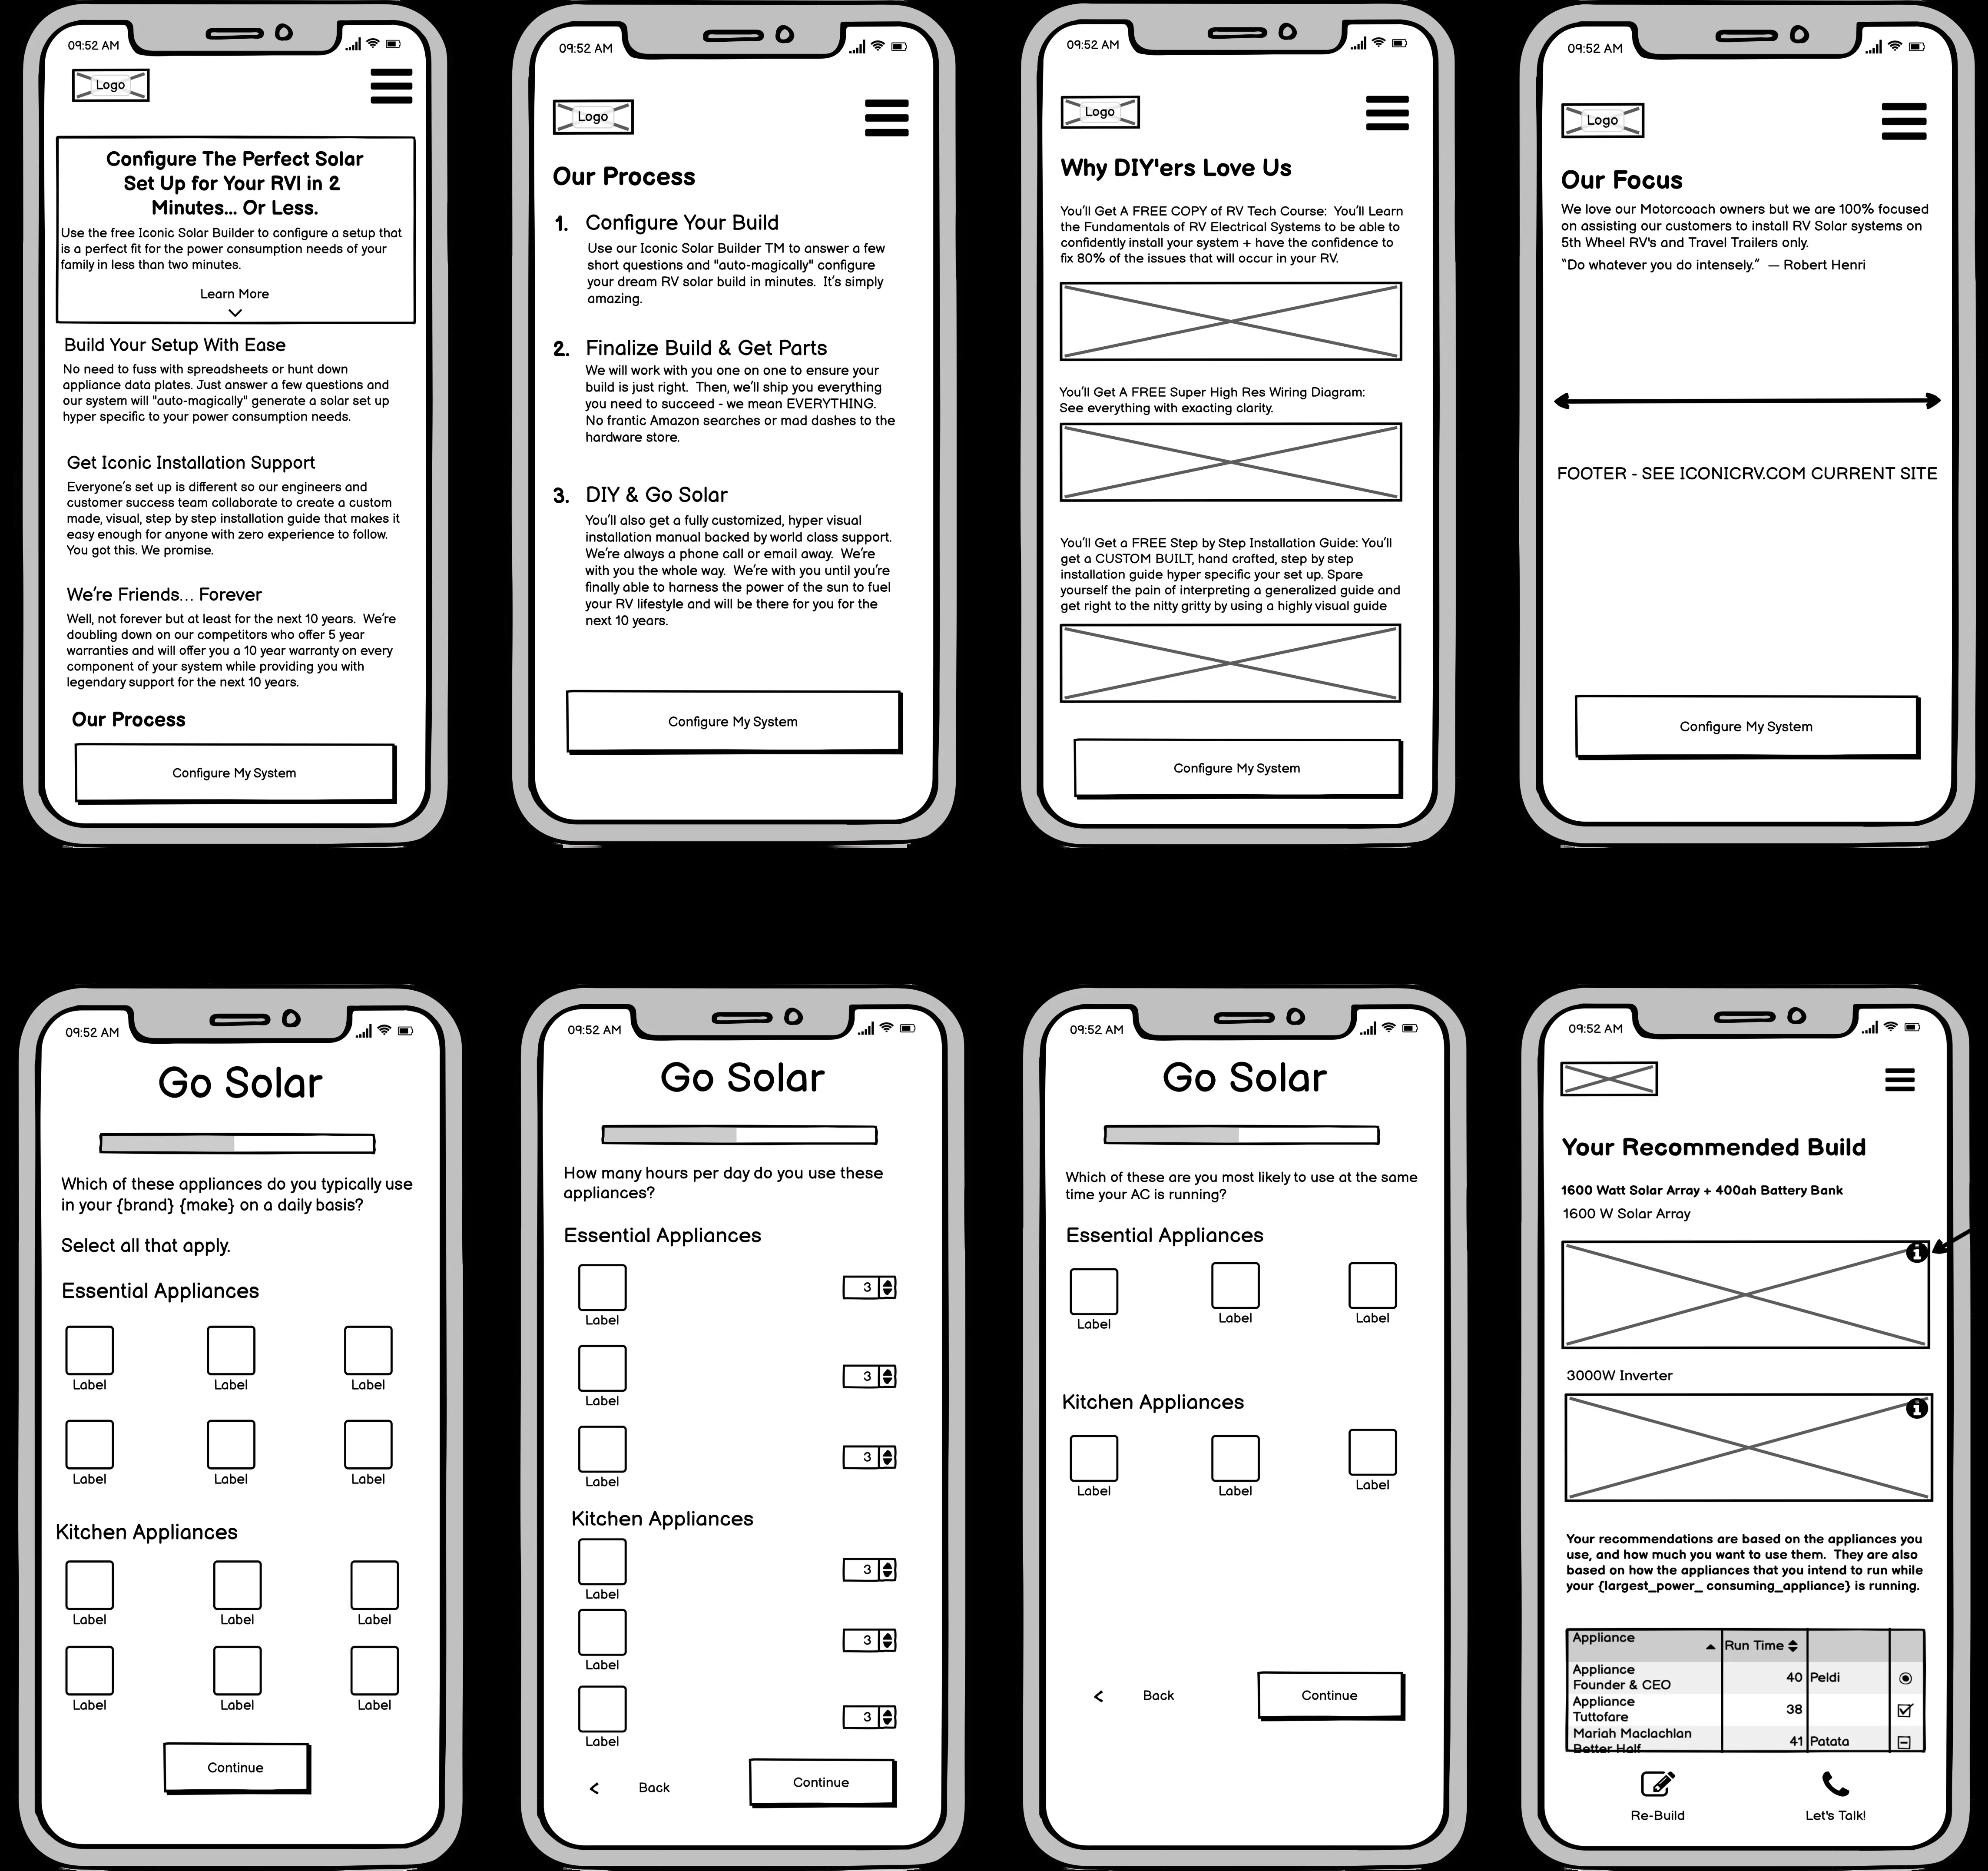 09:52 AM
Logo
Configure The Perfect Solar
Set Up for Your RV! in 2
Minutes... Or Less.
Use the free Iconic Solar Builder to configure a setup that
is a perfect fit for the power consumption needs of your
family in less than two minutes.
Learn More
Build Your Setup With Ease
No need to fuss with spreadsheets or hunt down
appliance data plates. Just answer a few questions and
our system will "auto-magically" generate a solar set up
hyper specific to your power consumption needs.
Get Iconic Installation Support
Everyone's set up is different so our engineers and
customer success team collaborate to create a custom
made, visual, step by step installation guide that makes it
easy enough for anyone with zero experience to follow.
You got this. We promise.
We're Friends... Forever
Well, not forever but at least for the next 10 years.  We're
doubling down on our competitors who offer 5 year
warranties and will offer you a 10 year warranty on every
component of your system while providing you with
legendary support for the next 10 years.
Our Process
Configure My System
09:52 AM
Logo
Our Process
1. Configure Your Build
Use our Iconic Solar Builder TM to answer a few
short questions and "auto-magically" configure
your dream RV solar build in minutes.  It's simply
amazing.
2. Finalize Build & Get Parts
We will work with you one on one to ensure your
build is just right.  Then, we'll ship you everything
you need to succeed - we mean EVERYTHING.
No frantic Amazon searches or mad dashes to the
hardware store.
3. DIY & Go Solar
You'll also get a fully customized, hyper visual
installation manual backed by world class support.
We're always a phone call or email away.  We're
with you the whole way.  We're with you until you're
finally able to harness the power of the sun to fuel
your RV lifestyle and will be there for you for the
next 10 years.
Configure My System
09:52 AM
Logo
Why DIY'ers Love Us
You'll Get A FREE COPY of RV Tech Course:  You'll Learn
the Fundamentals of RV Electrical Systems to be able to
confidently install your system + have the confidence to
fix 80% of the issues that will occur in your RV.
You'll Get A FREE Super High Res Wiring Diagram:
See everything with exacting clarity.
You'll Get a FREE Step by Step Installation Guide: You'll
get a CUSTOM BUILT, hand crafted, step by step
installation guide hyper specific your set up. Spare
yourself the pain of interpreting a generalized guide and
get right to the nitty gritty by using a highly visual guide
Configure My System
09:52 AM
Logo
Our Focus
We love our Motorcoach owners but we are 100% focused
on assisting our customers to install RV Solar systems on
5th Wheel RV's and Travel Trailers only.
“Do whatever you do intensely.”  — Robert Henri
FOOTER - SEE ICONICRV.COM CURRENT SITE
Configure My System
09:52 AM
Go Solar
Which of these appliances do you typically use
in your {brand} {make} on a daily basis?
Select all that apply.
Essential Appliances
Label Label Label
Label Label Label
Kitchen Appliances
Label Label Label
Label Label Label
Continue
09:52 AM
Go Solar
How many hours per day do you use these
appliances?
Essential Appliances
3
Label
3
Label
3
Label
Kitchen Appliances
3
Label
3
Label
3
Label
< Back Continue
09:52 AM
Go Solar
Which of these are you most likely to use at the same
time your AC is running?
Essential Appliances
Label Label Label
Kitchen Appliances
Label Label Label
< Back Continue
09:52 AM
Your Recommended Build
1600 Watt Solar Array + 400ah Battery Bank
1600 W Solar Array
i
3000W Inverter
i
Your recommendations are based on the appliances you
use, and how much you want to use them.  They are also
based on how the appliances that you intend to run while
your {largest_power_ consuming_appliance} is running.
Appliance Run Time
Appliance
Founder & CEO 40 Peldi
Appliance
Tuttofare 38
Mariah Maclachlan
Better Half 41 Patata
Re-Build Let's Talk!